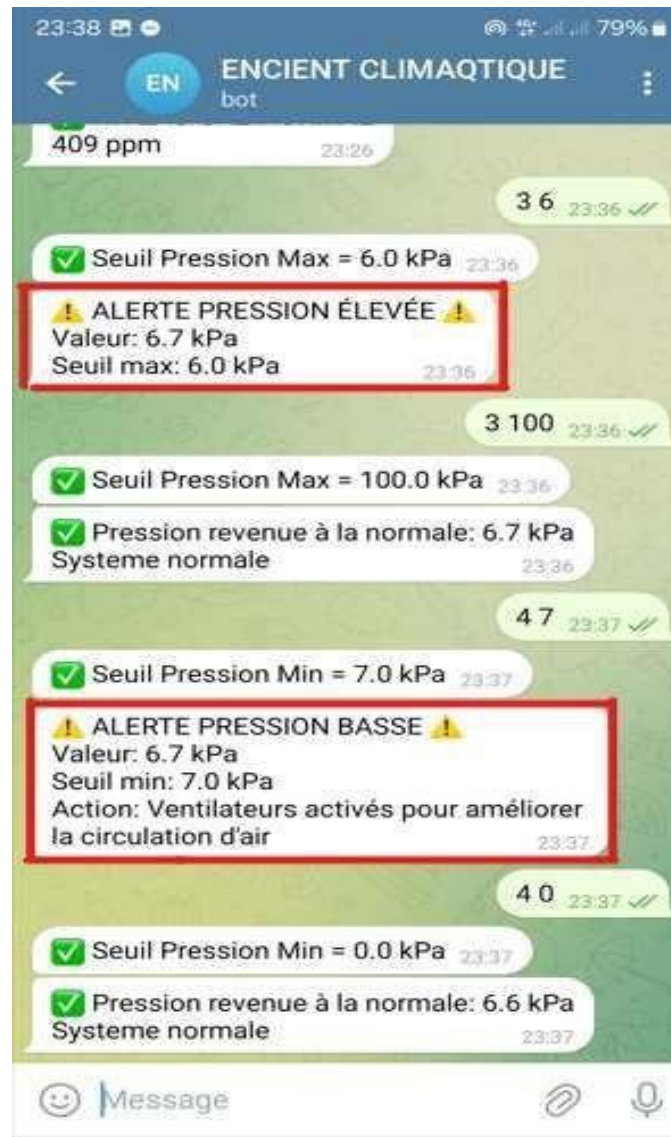 23:38 79%
EN ENCIENT CLIMAQTIQUE
bot
409 ppm 23:26
3 6 23:36
Seuil Pression Max = 6.0 kPa 23:36
ALERTE PRESSION ÉLEVÉE
Valeur: 6.7 kPa
Seuil max: 6.0 kPa 23:36
3 100 23:36
Seuil Pression Max = 100.0 kPa 23:36
Pression revenue à la normale: 6.7 kPa
Systeme normale 23:36
4 7 23:37
Seuil Pression Min = 7.0 kPa 23:37
ALERTE PRESSION BASSE
Valeur: 6.7 kPa
Seuil min: 7.0 kPa
Action: Ventilateurs activés pour améliorer
la circulation d'air 23:37
4 0 23:37
Seuil Pression Min = 0.0 kPa 23:37
Pression revenue à la normale: 6.6 kPa
Systeme normale 23:37
Message